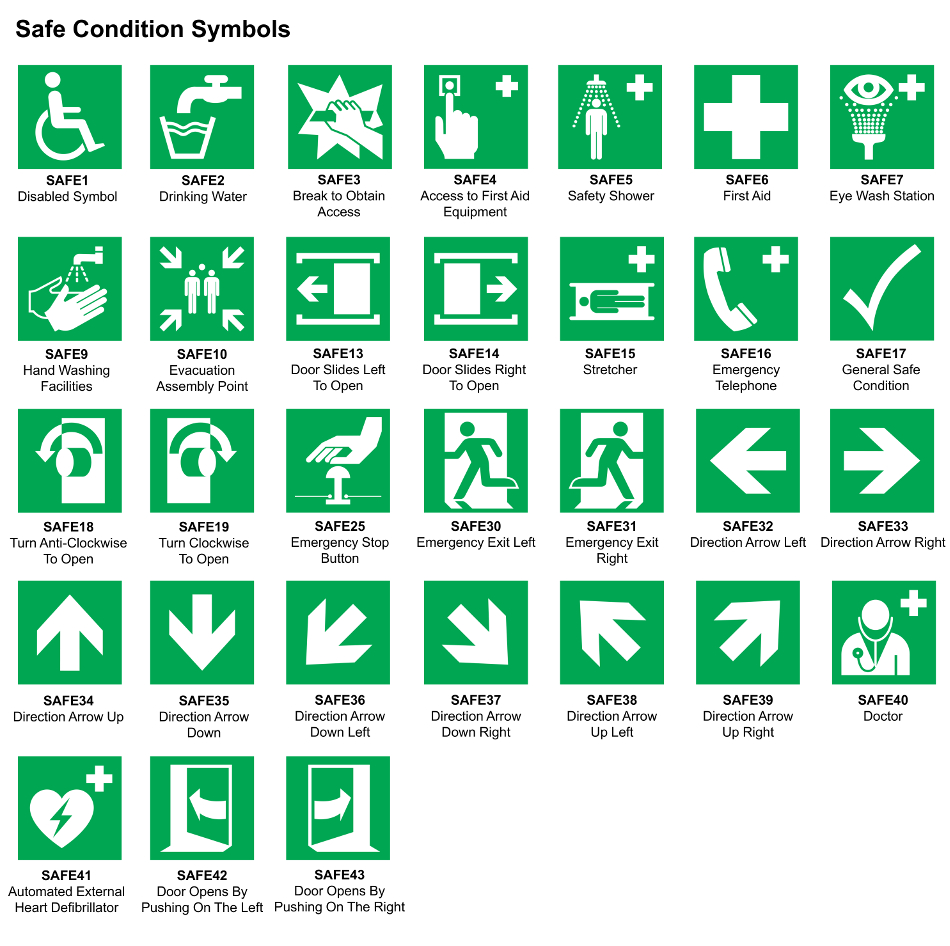 Safe Condition Symbols
SAFE1
Disabled Symbol
SAFE2
Drinking Water
SAFE3
Break to Obtain
Access
SAFE4
Access to First Aid
Equipment
SAFE5
Safety Shower
SAFE6
First Aid
SAFE7
Eye Wash Station
SAFE9
Hand Washing
Facilities
SAFE10
Evacuation
Assembly Point
SAFE13
Door Slides Left
To Open
SAFE14
Door Slides Right
To Open
SAFE15
Stretcher
SAFE16
Emergency
Telephone
SAFE17
General Safe
Condition
SAFE18
Turn Anti-Clockwise
To Open
SAFE19
Turn Clockwise
To Open
SAFE25
Emergency Stop
Button
SAFE30
Emergency Exit Left
SAFE31
Emergency Exit
Right
SAFE32
Direction Arrow Left
SAFE33
Direction Arrow Right
SAFE34
Direction Arrow Up
SAFE35
Direction Arrow
Down
SAFE36
Direction Arrow
Down Left
SAFE37
Direction Arrow
Down Right
SAFE38
Direction Arrow
Up Left
SAFE39
Direction Arrow
Up Right
SAFE40
Doctor
SAFE41
Automated External
Heart Defibrillator
SAFE42
Door Opens By
Pushing On The Left
SAFE43
Door Opens By
Pushing On The Right